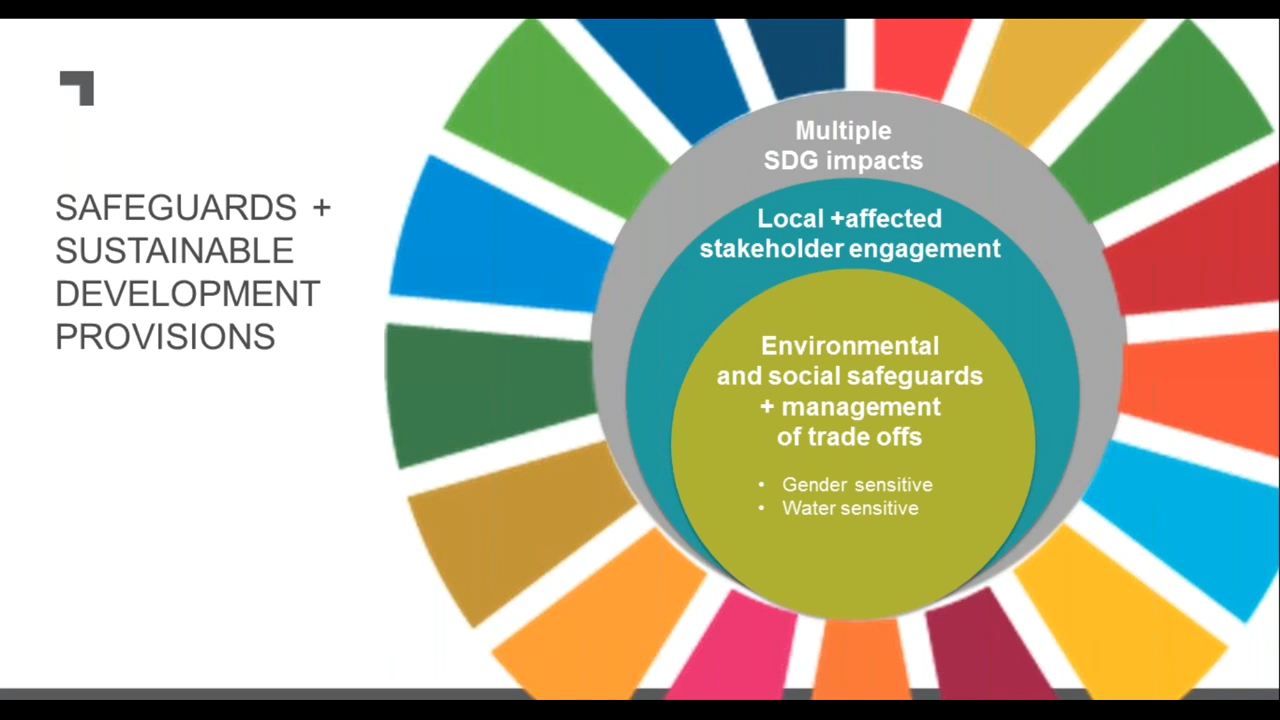 SAFEGUARDS +
SUSTAINABLE
DEVELOPMENT
PROVISIONS
Multiple
SDG impacts
Local +affected
stakeholder engagement
Environmental
and social safeguards
+ management
of trade offs
• Gender sensitive
• Water sensitive